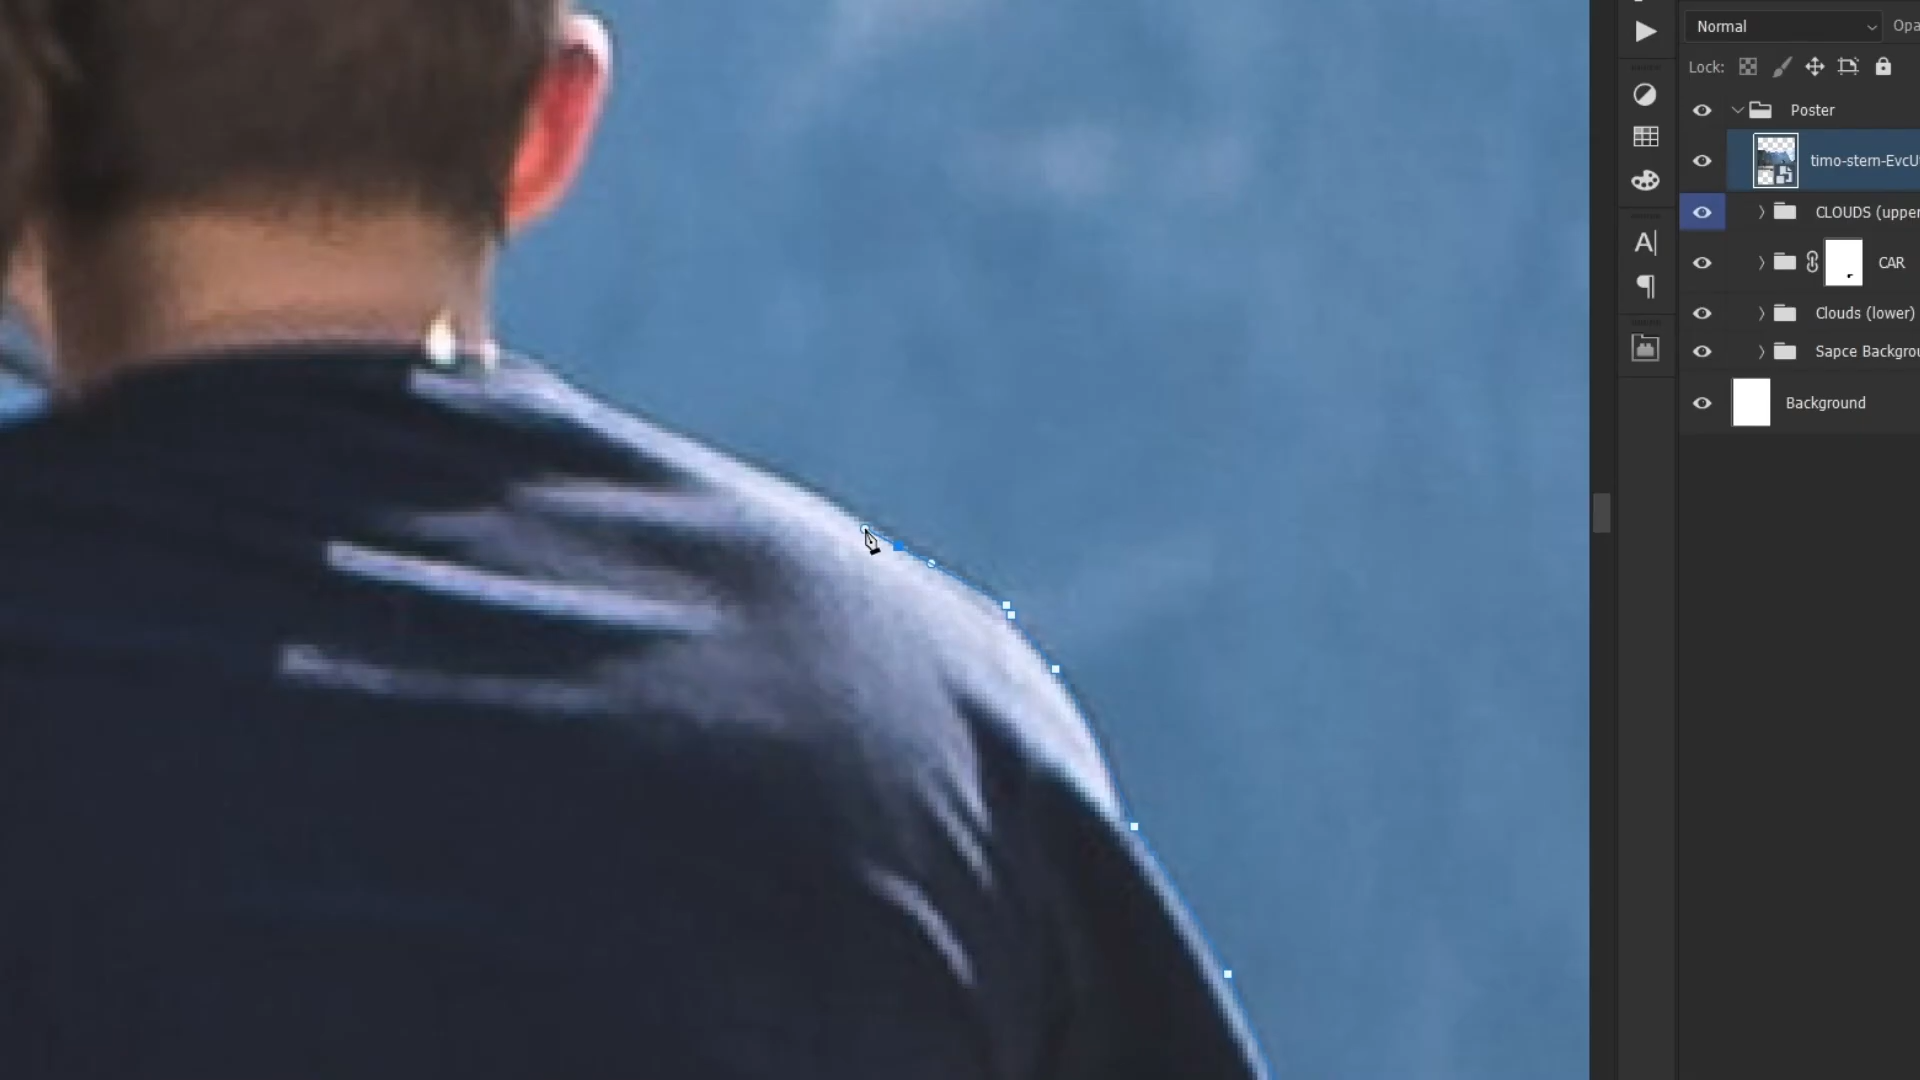 Normal
Opa
Lock:
Poster
timo-stern-EvcU
CLOUDS (upper
CAR
Clouds (lower)
Sapce Backgrou
Background